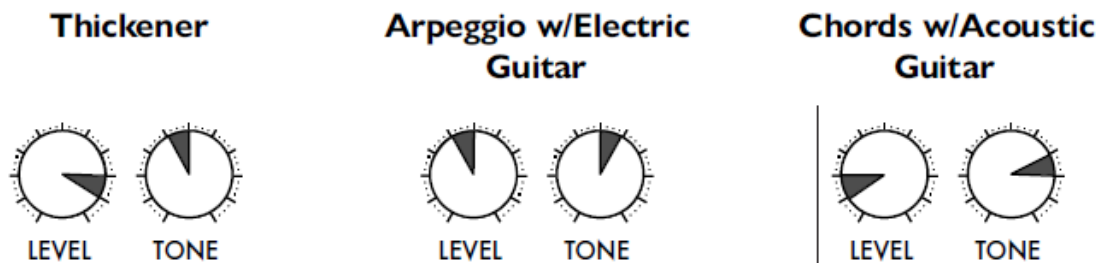 Thickener
Arpeggio w/Electric
Guitar
Chords w/Acoustic
Guitar
LEVEL TONE
LEVEL TONE
LEVEL TONE